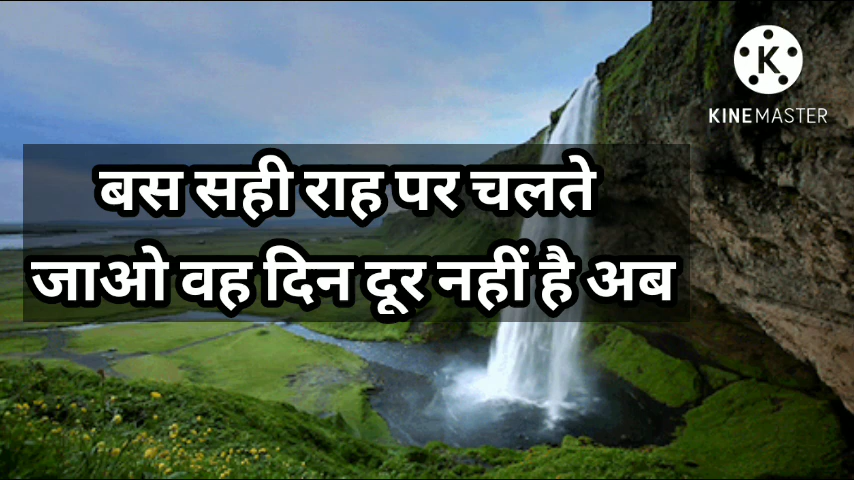 बस सही राह पर चलते
जाओ वह दिन दूर नहीं है अब
K
KINEMASTER